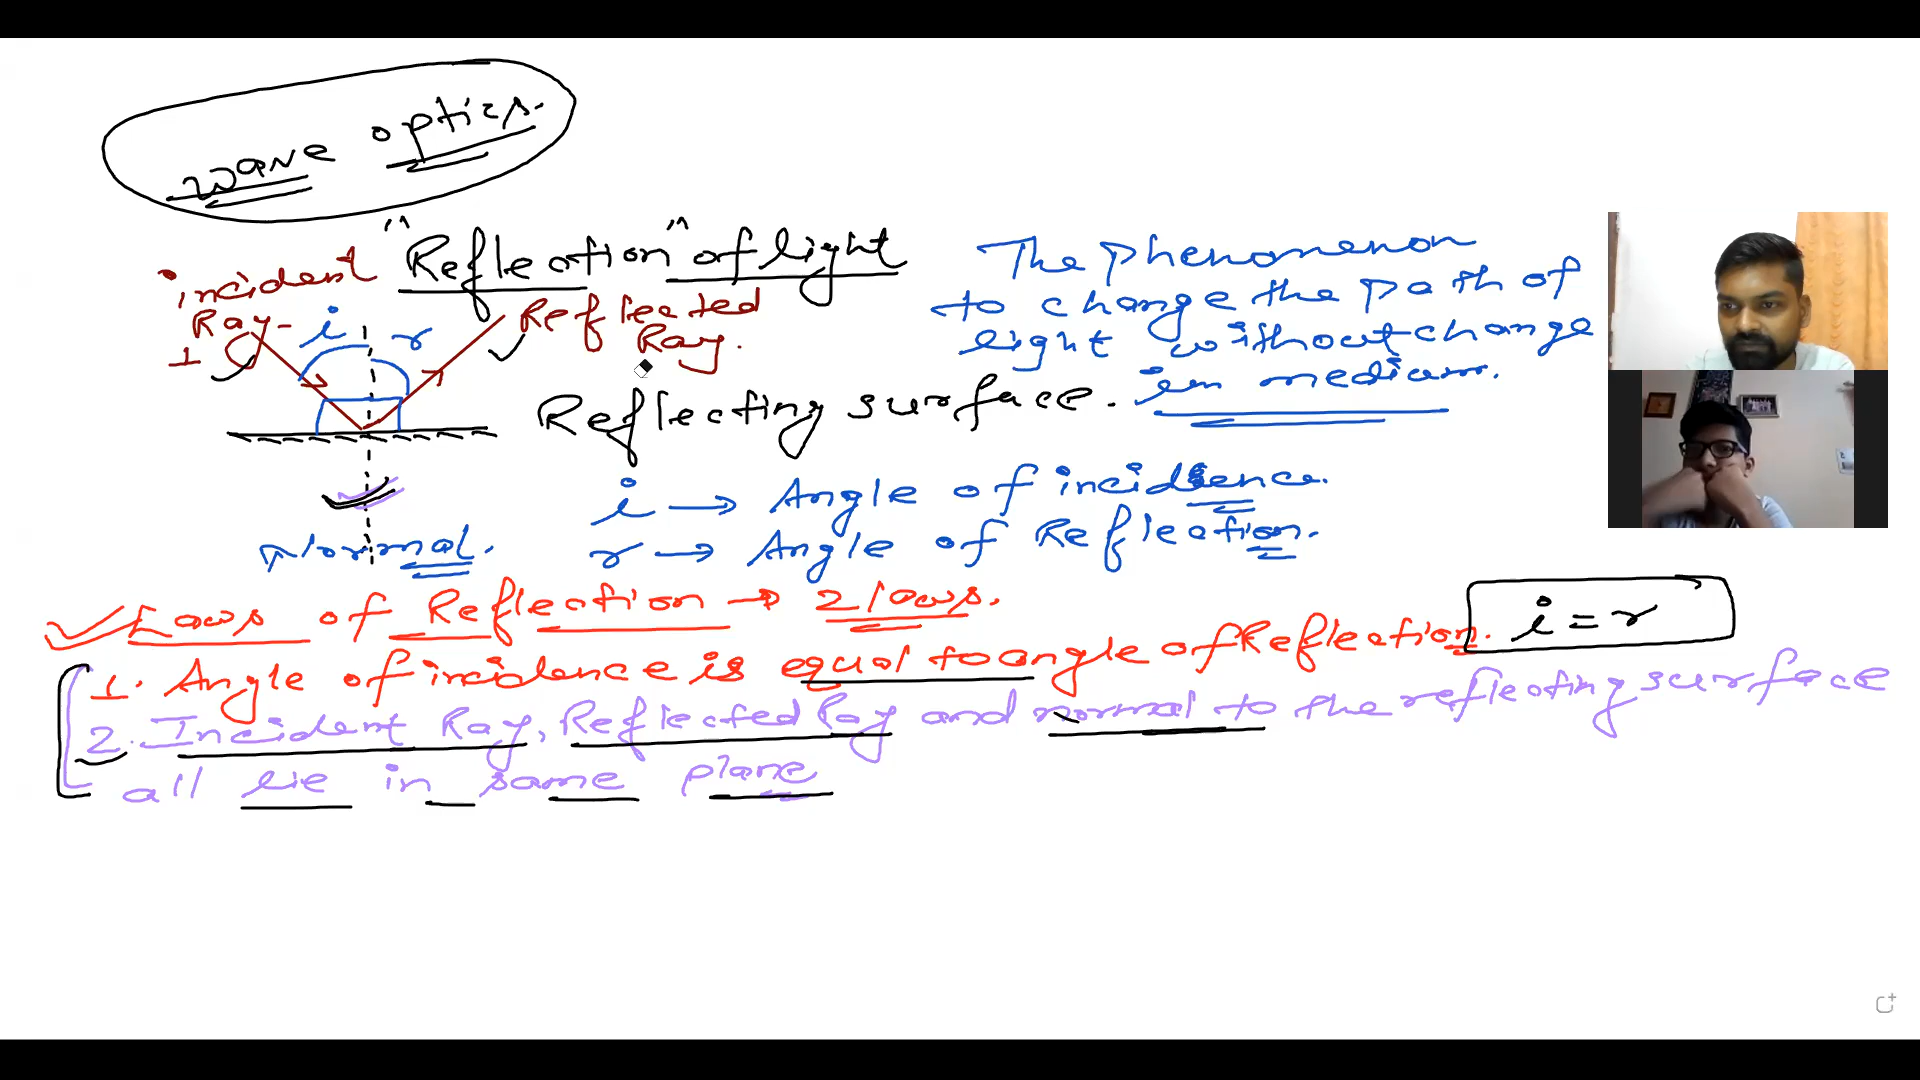 wave optics.
"Reflection" of light
incident
Ray-
1
i
r
Reflected
Ray.
The phenomenon
to change the path of
light without change
in medium.
Reflecting surface.
i → Angle of incidence.
r → Angle of Reflection.
Normal.
Laws of Reflection → 2 laws.
i = r
1. Angle of incidence is equal to angle of Reflection.
2. Incident Ray, Reflected Ray and normal to the reflecting surface
all lie in same plane